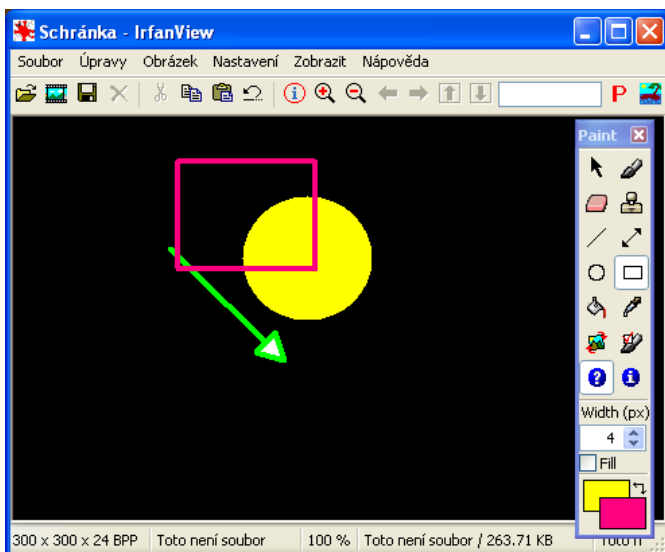 Schránka - IrfanView
Soubor Úpravy Obrázek Nastavení Zobrazit Nápověda
P
Paint
Width (px)
4
Fill
300 x 300 x 24 BPP Toto není soubor 100 % Toto není soubor / 263.71 KB